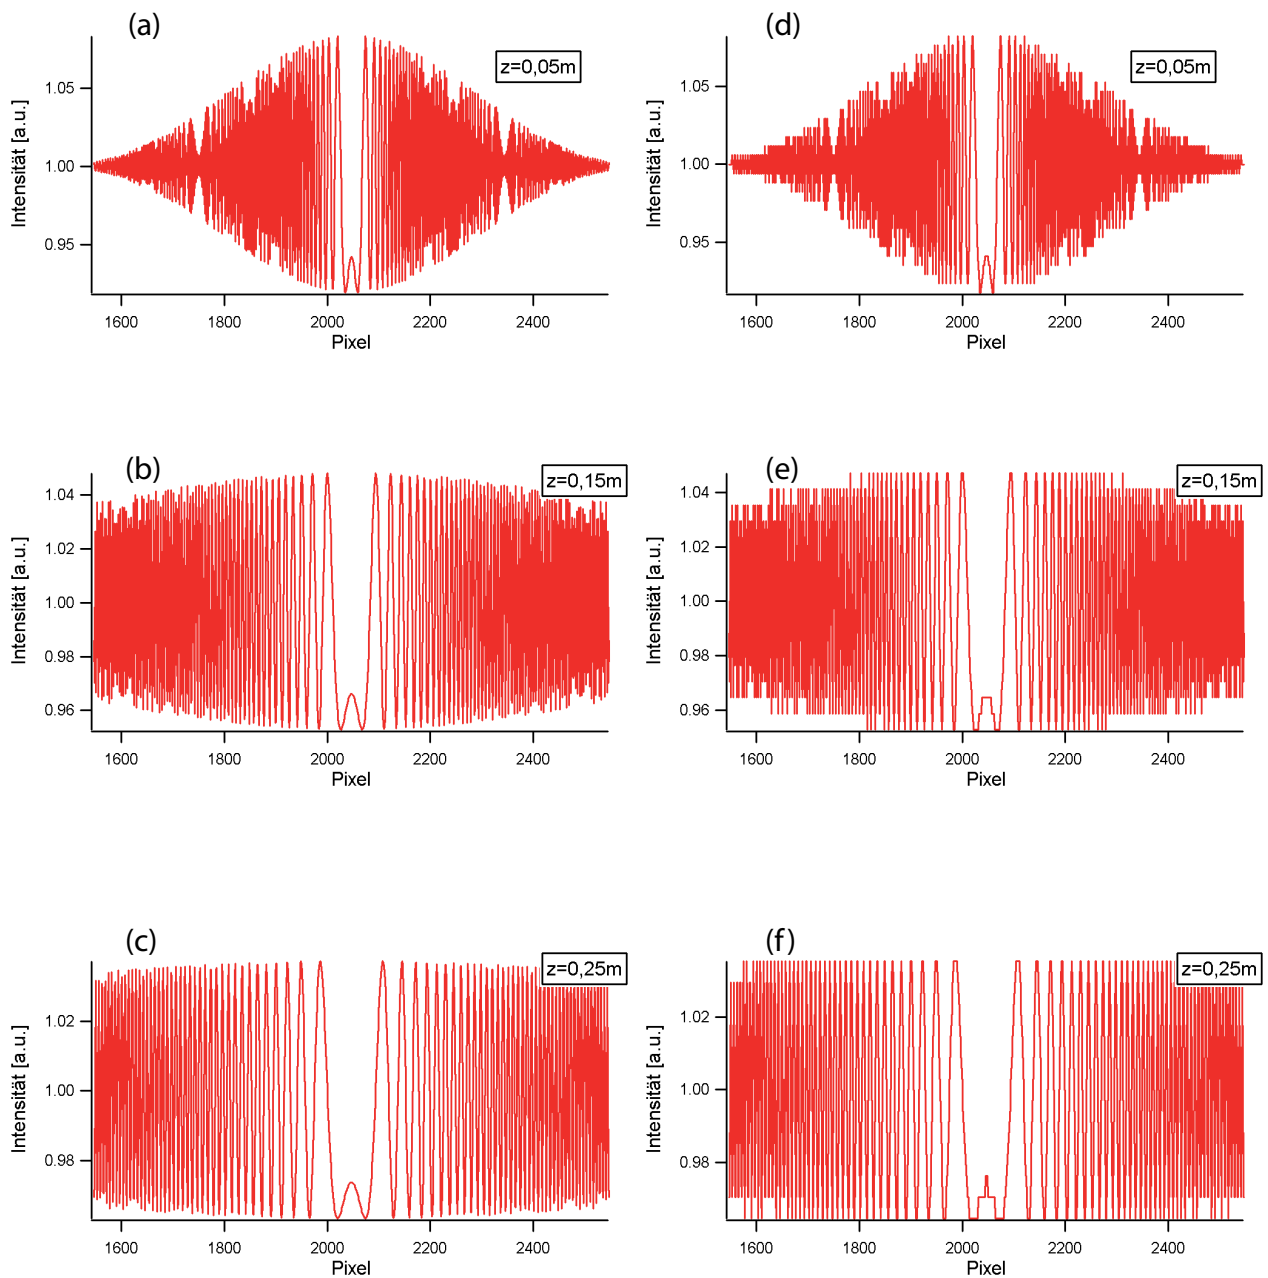 (a)
z=0,05m
Intensität [a.u.]
1.05
1.00
0.95
1600 1800 2000 2200 2400
Pixel
(d)
z=0,05m
Intensität [a.u.]
1.05
1.00
0.95
1600 1800 2000 2200 2400
Pixel
(b)
z=0,15m
Intensität [a.u.]
1.04
1.02
1.00
0.98
0.96
1600 1800 2000 2200 2400
Pixel
(e)
z=0,15m
Intensität [a.u.]
1.04
1.02
1.00
0.98
0.96
1600 1800 2000 2200 2400
Pixel
(c)
z=0,25m
Intensität [a.u.]
1.02
1.00
0.98
1600 1800 2000 2200 2400
Pixel
(f)
z=0,25m
Intensität [a.u.]
1.02
1.00
0.98
1600 1800 2000 2200 2400
Pixel